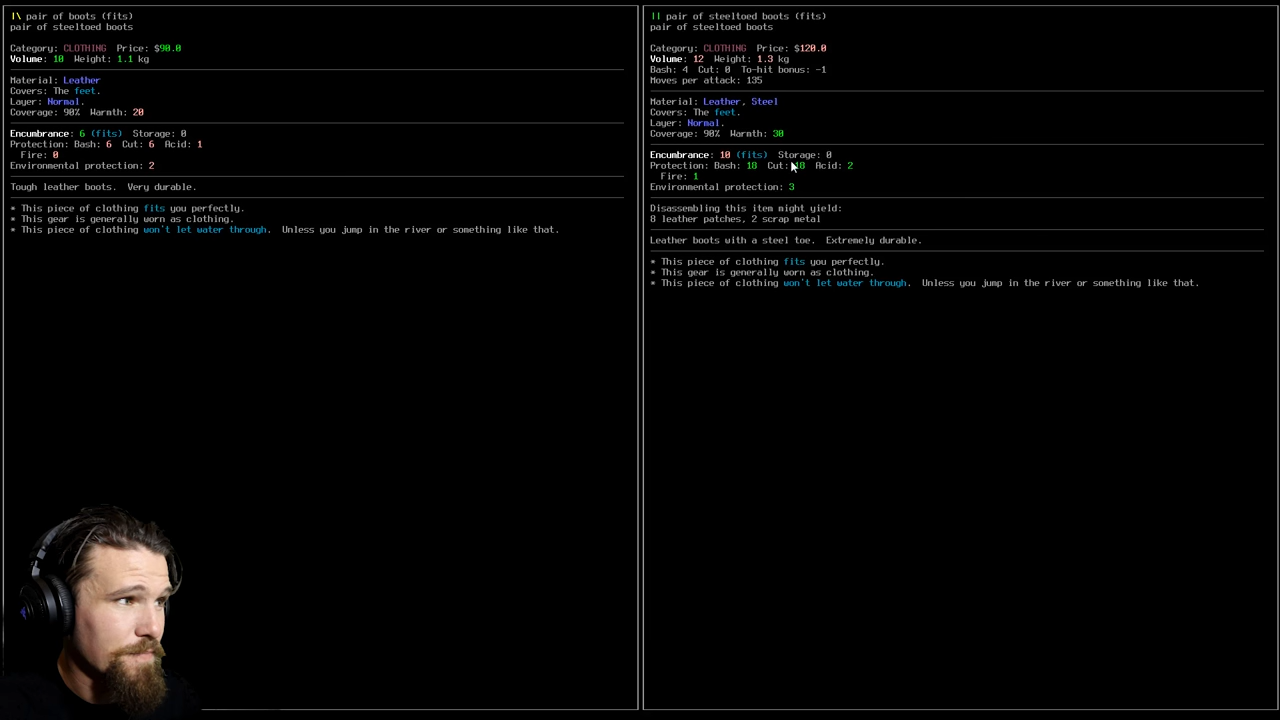 |\ pair of boots (fits)
pair of steeltoed boots
Category: CLOTHING Price: $90.0
Volume: 10 Weight: 1.1 kg
Material: Leather
Covers: The feet.
Layer: Normal.
Coverage: 90% Warmth: 20
Encumbrance: 6 (fits) Storage: 0
Protection: Bash: 6 Cut: 6 Acid: 1
Fire: 0
Environmental protection: 2
Tough leather boots. Very durable.
* This piece of clothing fits you perfectly.
* This gear is generally worn as clothing.
* This piece of clothing won't let water through. Unless you jump in the river or something like that.
|| pair of steeltoed boots (fits)
pair of steeltoed boots
Category: CLOTHING Price: $120.0
Volume: 12 Weight: 1.3 kg
Bash: 4 Cut: 0 To-hit bonus: -1
Moves per attack: 135
Material: Leather, Steel
Covers: The feet.
Layer: Normal.
Coverage: 90% Warmth: 30
Encumbrance: 10 (fits) Storage: 0
Protection: Bash: 18 Cut: 18 Acid: 2
Fire: 1
Environmental protection: 3
Disassembling this item might yield:
8 leather patches, 2 scrap metal
Leather boots with a steel toe. Extremely durable.
* This piece of clothing fits you perfectly.
* This gear is generally worn as clothing.
* This piece of clothing won't let water through. Unless you jump in the river or something like that.